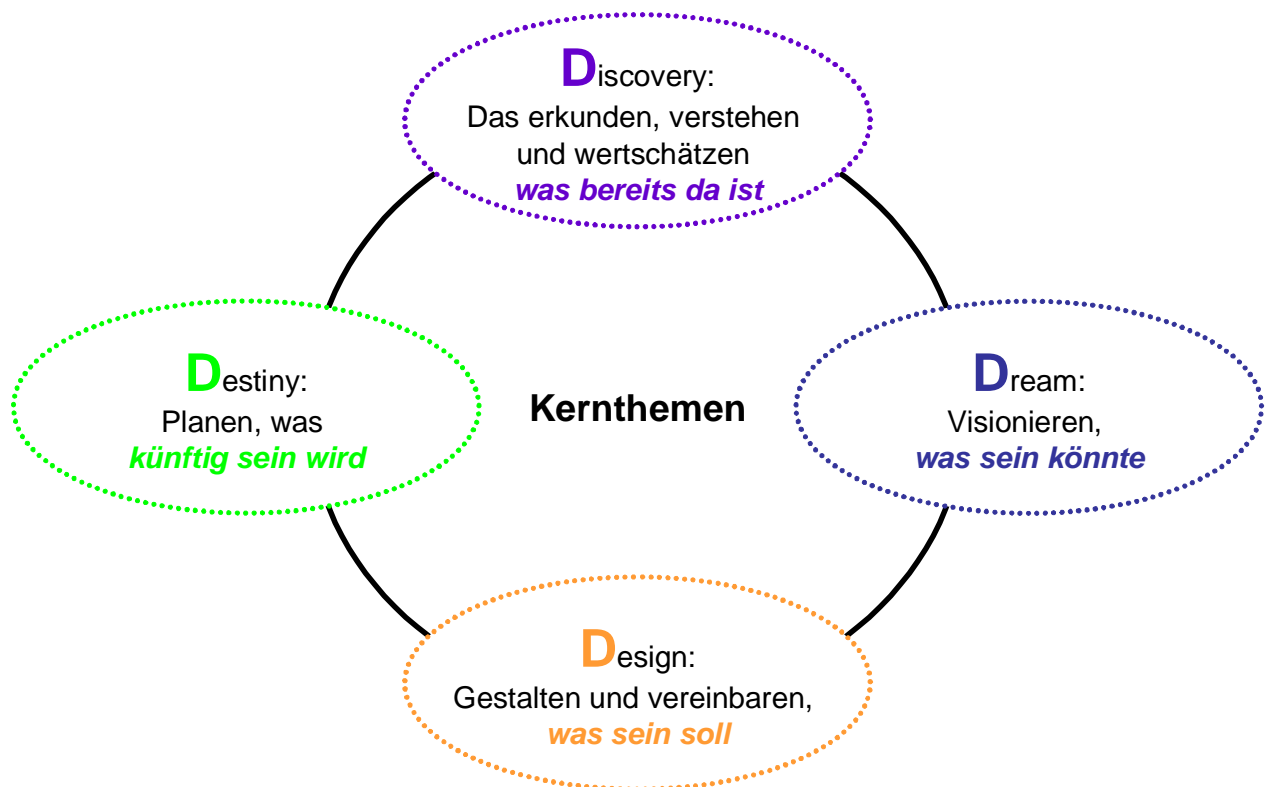 Discovery:
Das erkunden, verstehen
und wertschätzen
was bereits da ist
Destiny:
Planen, was
künftig sein wird
Kernthemen
Dream:
Visionieren,
was sein könnte
Design:
Gestalten und vereinbaren,
was sein soll